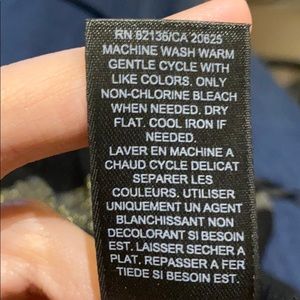 RN 62136/CA 20625
MACHINE WASH WARM
GENTLE CYCLE WITH
LIKE COLORS. ONLY
NON-CHLORINE BLEACH
WHEN NEEDED. DRY
FLAT. COOL IRON IF
NEEDED.
LAVER EN MACHINE A
CHAUD CYCLE DELICAT
SEPARER LES
COULEURS. UTILISER
UNIQUEMENT UN AGENT
BLANCHISSANT NON
DECOLORANT SI BESOIN
EST. LAISSER SECHER A
PLAT. REPASSER A FER
TIEDE SI BESOIN EST.